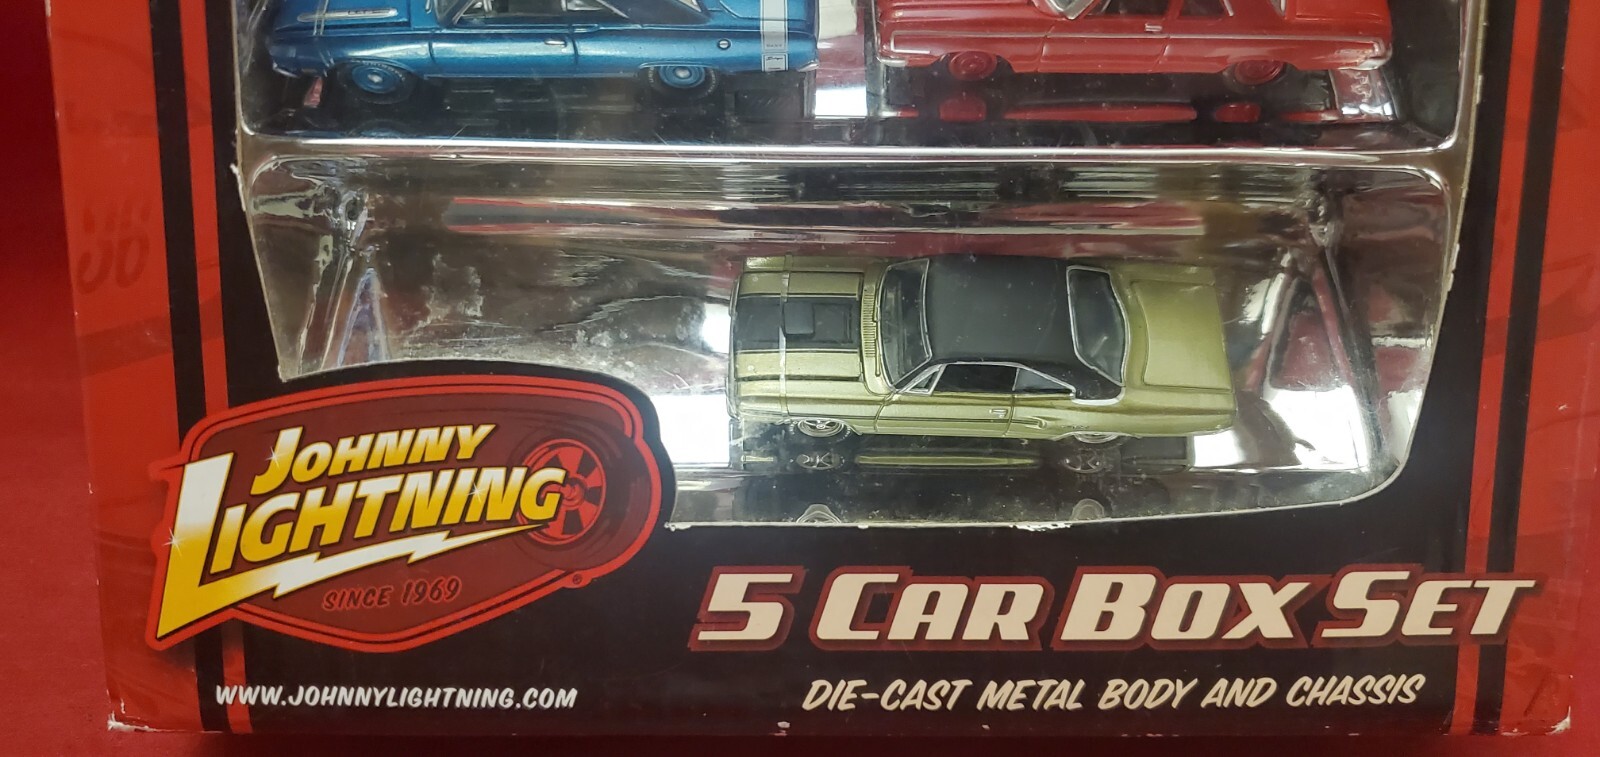 JOHNNY
LIGHTNING
SINCE 1969
®
5 CAR BOX SET
WWW.JOHNNYLIGHTNING.COM
DIE-CAST METAL BODY AND CHASSIS